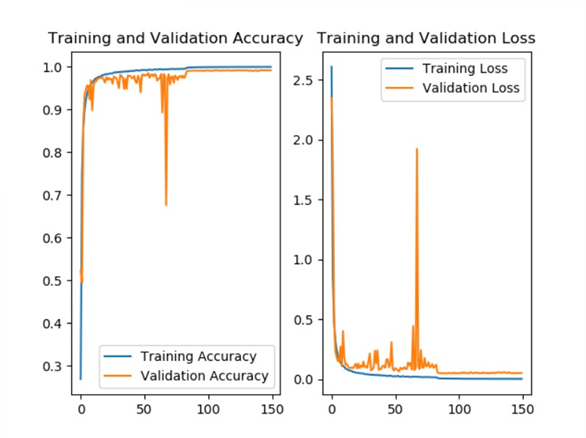 Training and Validation Accuracy
1.0
0.9
0.8
0.7
0.6
0.5
0.4
0.3
Training Accuracy
Validation Accuracy
0 50 100 150
Training and Validation Loss
Training Loss
Validation Loss
2.5
2.0
1.5
1.0
0.5
0.0
0 50 100 150